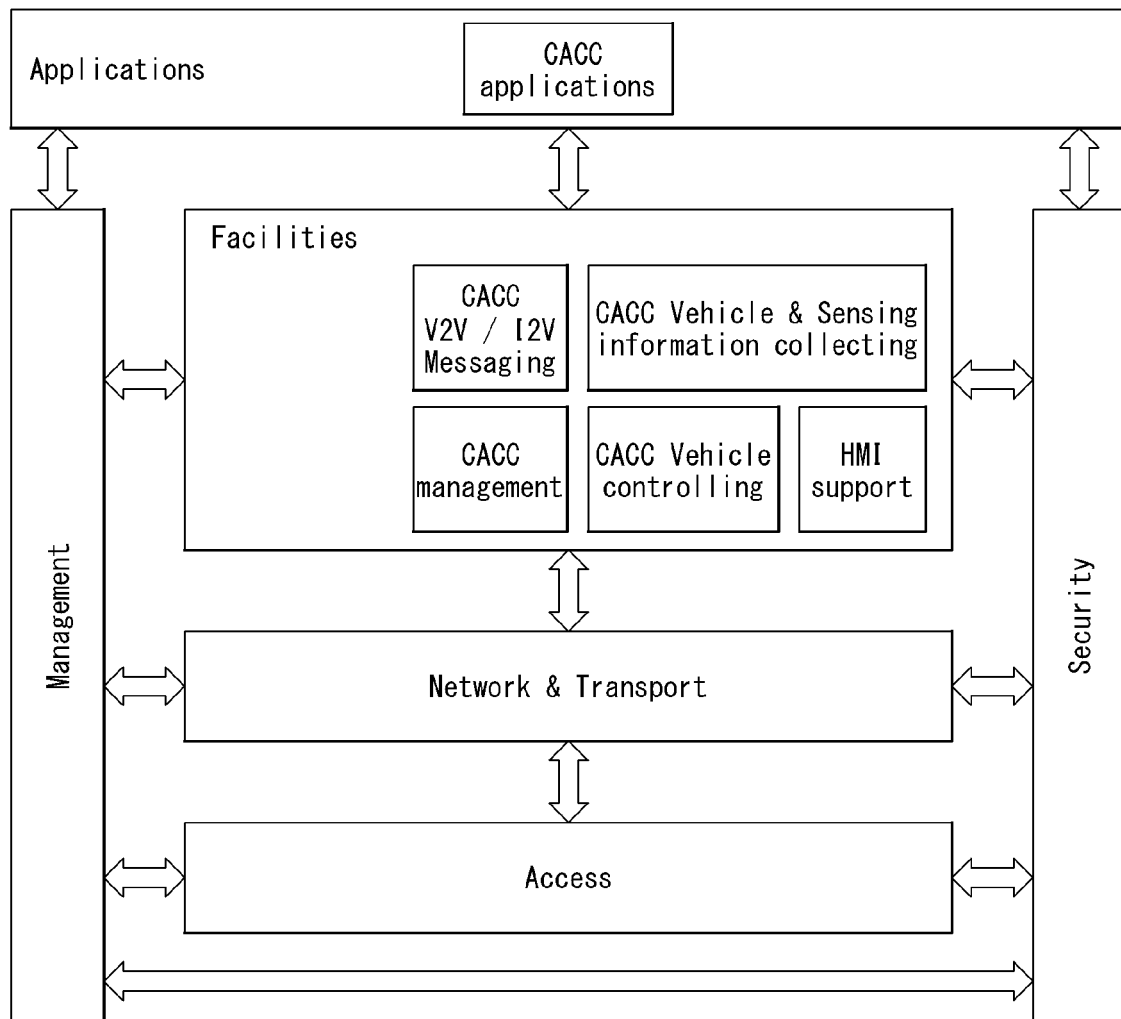 Applications
CACC
applications
Facilities
CACC
V2V / I2V
Messaging
CACC Vehicle & Sensing
information collecting
CACC
management
CACC Vehicle
controlling
HMI
support
Management
Security
Network & Transport
Access